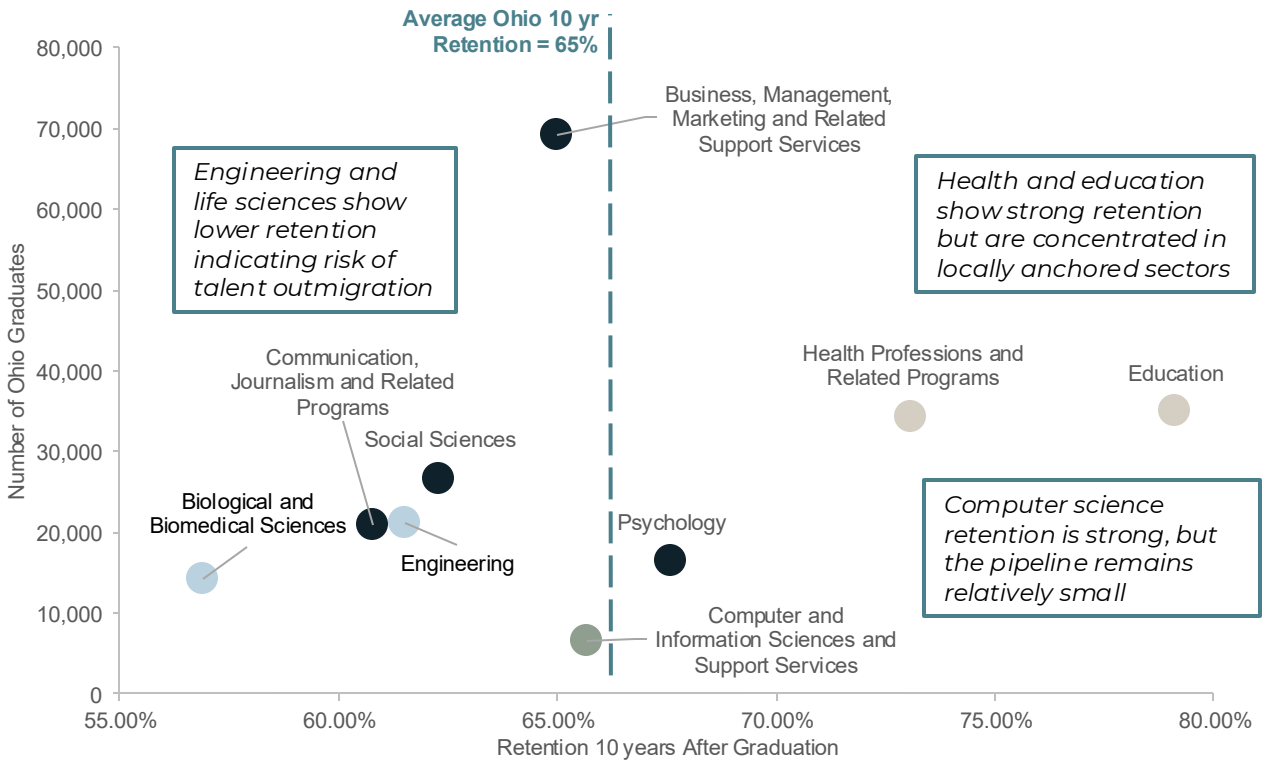 Average Ohio 10 yr
Retention = 65%
80,000
70,000
60,000
50,000
40,000
30,000
20,000
10,000
0
Number of Ohio Graduates
Business, Management,
Marketing and Related
Support Services
Engineering and
life sciences show
lower retention
indicating risk of
talent outmigration
Health and education
show strong retention
but are concentrated in
locally anchored sectors
Communication,
Journalism and Related
Programs
Social Sciences
Health Professions and
Related Programs
Education
Biological and
Biomedical Sciences
Engineering
Psychology
Computer science
retention is strong, but
the pipeline remains
relatively small
Computer and
Information Sciences and
Support Services
55.00%
60.00%
65.00%
70.00%
75.00%
80.00%
Retention 10 years After Graduation